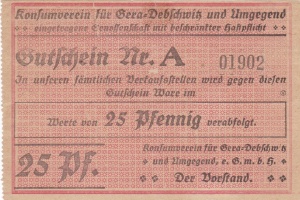 Konsumverein für Gera-Debschwitz und Umgegend
eingetragene Genossenschaft mit beschränkter Haftpflicht
Gutschein Nr. A 01902
In unseren sämtlichen Verkaufsstellen wird gegen diesen
Gutschein Ware im
Werte von 25 Pfennig verabfolgt.
25 Pf.
Konsumverein für Gera-Debschwitz
und Umgegend, e. G. m. b. H.
Der Vorstand.